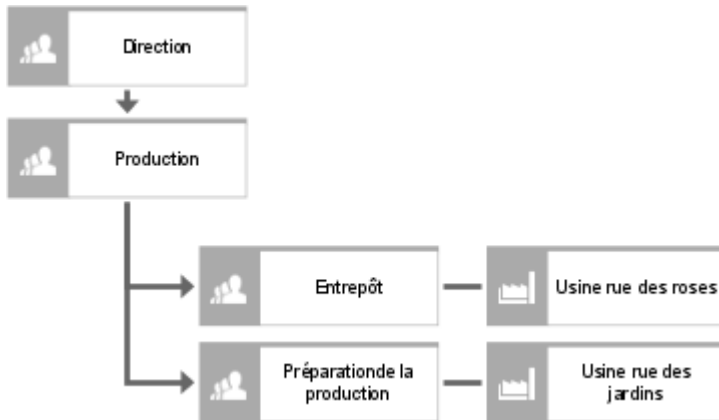 Direction
Production
Entrepôt
Usine rue des roses
Préparationde la
production
Usine rue des
jardins